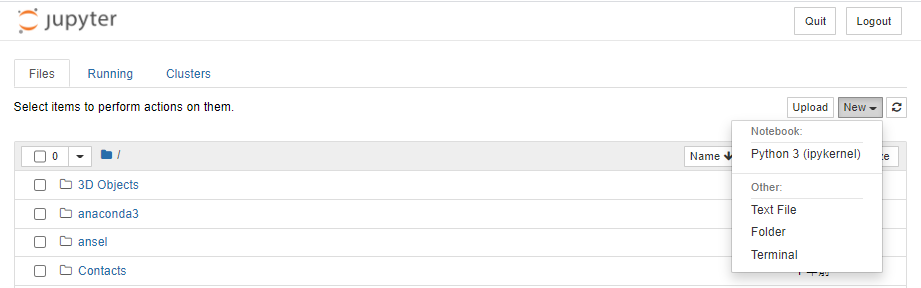 jupyter
Quit
Logout
Files
Running
Clusters
Select items to perform actions on them.
Upload
New
Notebook:
Python 3 (ipykernel)
Other:
Text File
Folder
Terminal
0
/
Name
3D Objects
anaconda3
ansel
Contacts